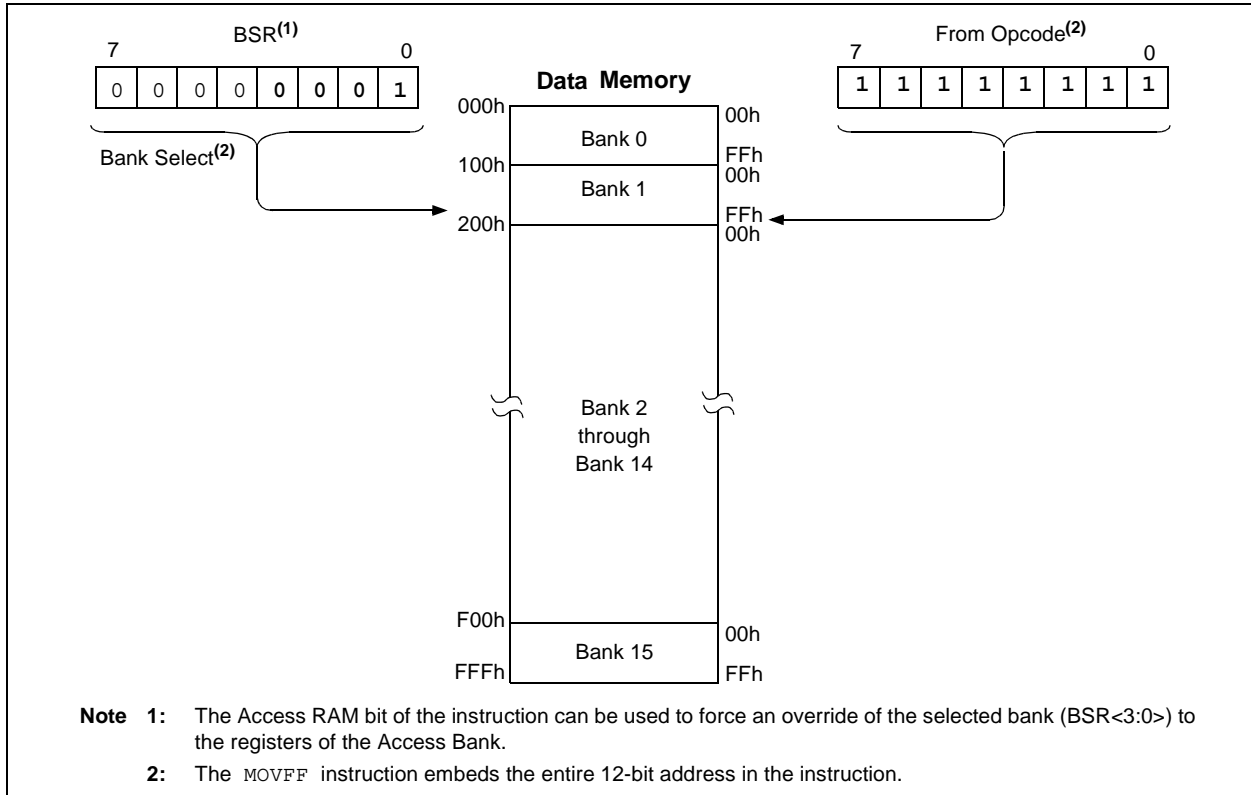 BSR(1)
7 0
0 0 0 0 0 0 0 1
Bank Select(2)
From Opcode(2)
7 0
1 1 1 1 1 1 1 1
Data Memory
000h
00h
Bank 0
FFh
100h
00h
Bank 1
FFh
200h
00h
Bank 2
through
Bank 14
F00h
00h
Bank 15
FFFh
FFh
Note 1: The Access RAM bit of the instruction can be used to force an override of the selected bank (BSR<3:0>) to
the registers of the Access Bank.
2: The MOVFF instruction embeds the entire 12-bit address in the instruction.